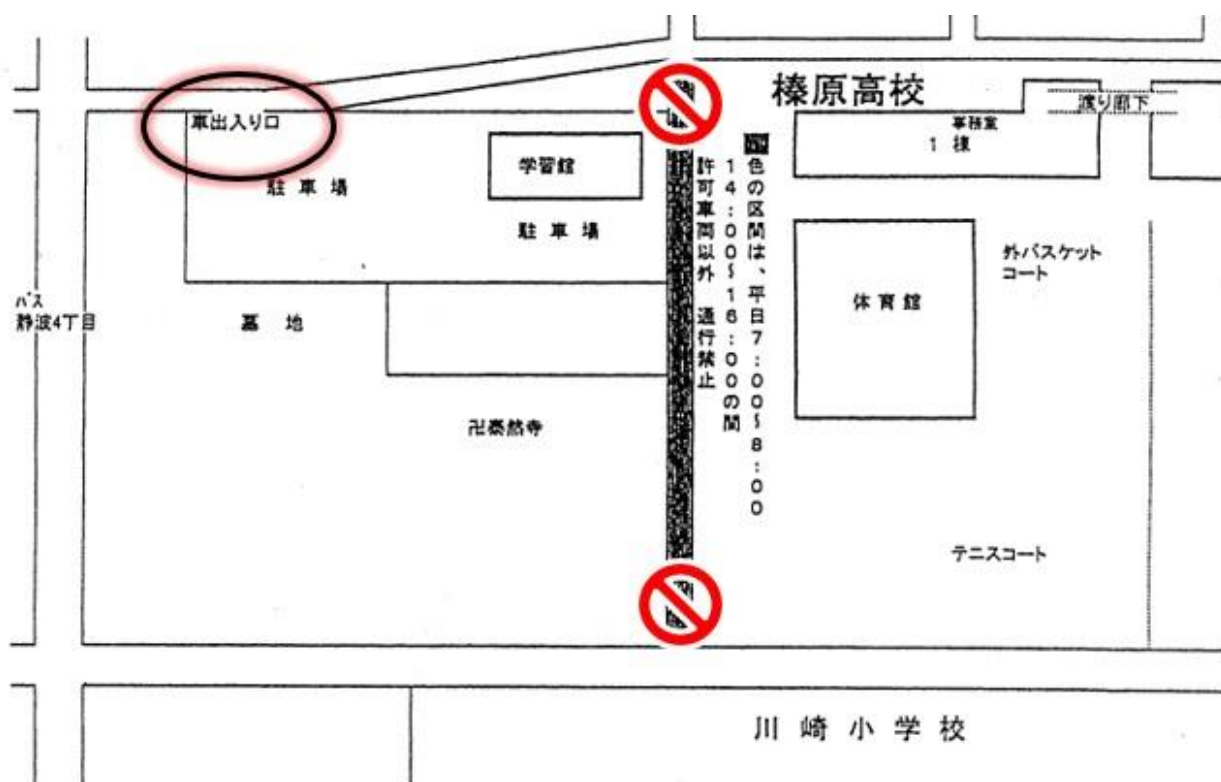 榛原高校
渡り廊下
事務室
1 棟
車出入り口
駐車場
学習館
駐車場
色の区間は、平日7:00~8:00
14:00~16:00の間
許可車両以外 通行禁止
外バスケット
コート
体育館
バス
静波4丁目
墓地
卍泰然寺
テニスコート
川崎小学校